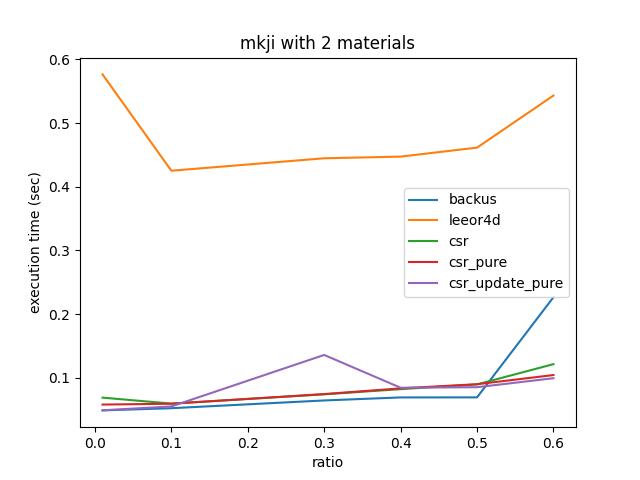 mkji with 2 materials
execution time (sec)
0.6
0.5
0.4
0.3
0.2
0.1
backus
leeor4d
csr
csr_pure
csr_update_pure
0.0 0.1 0.2 0.3 0.4 0.5 0.6
ratio